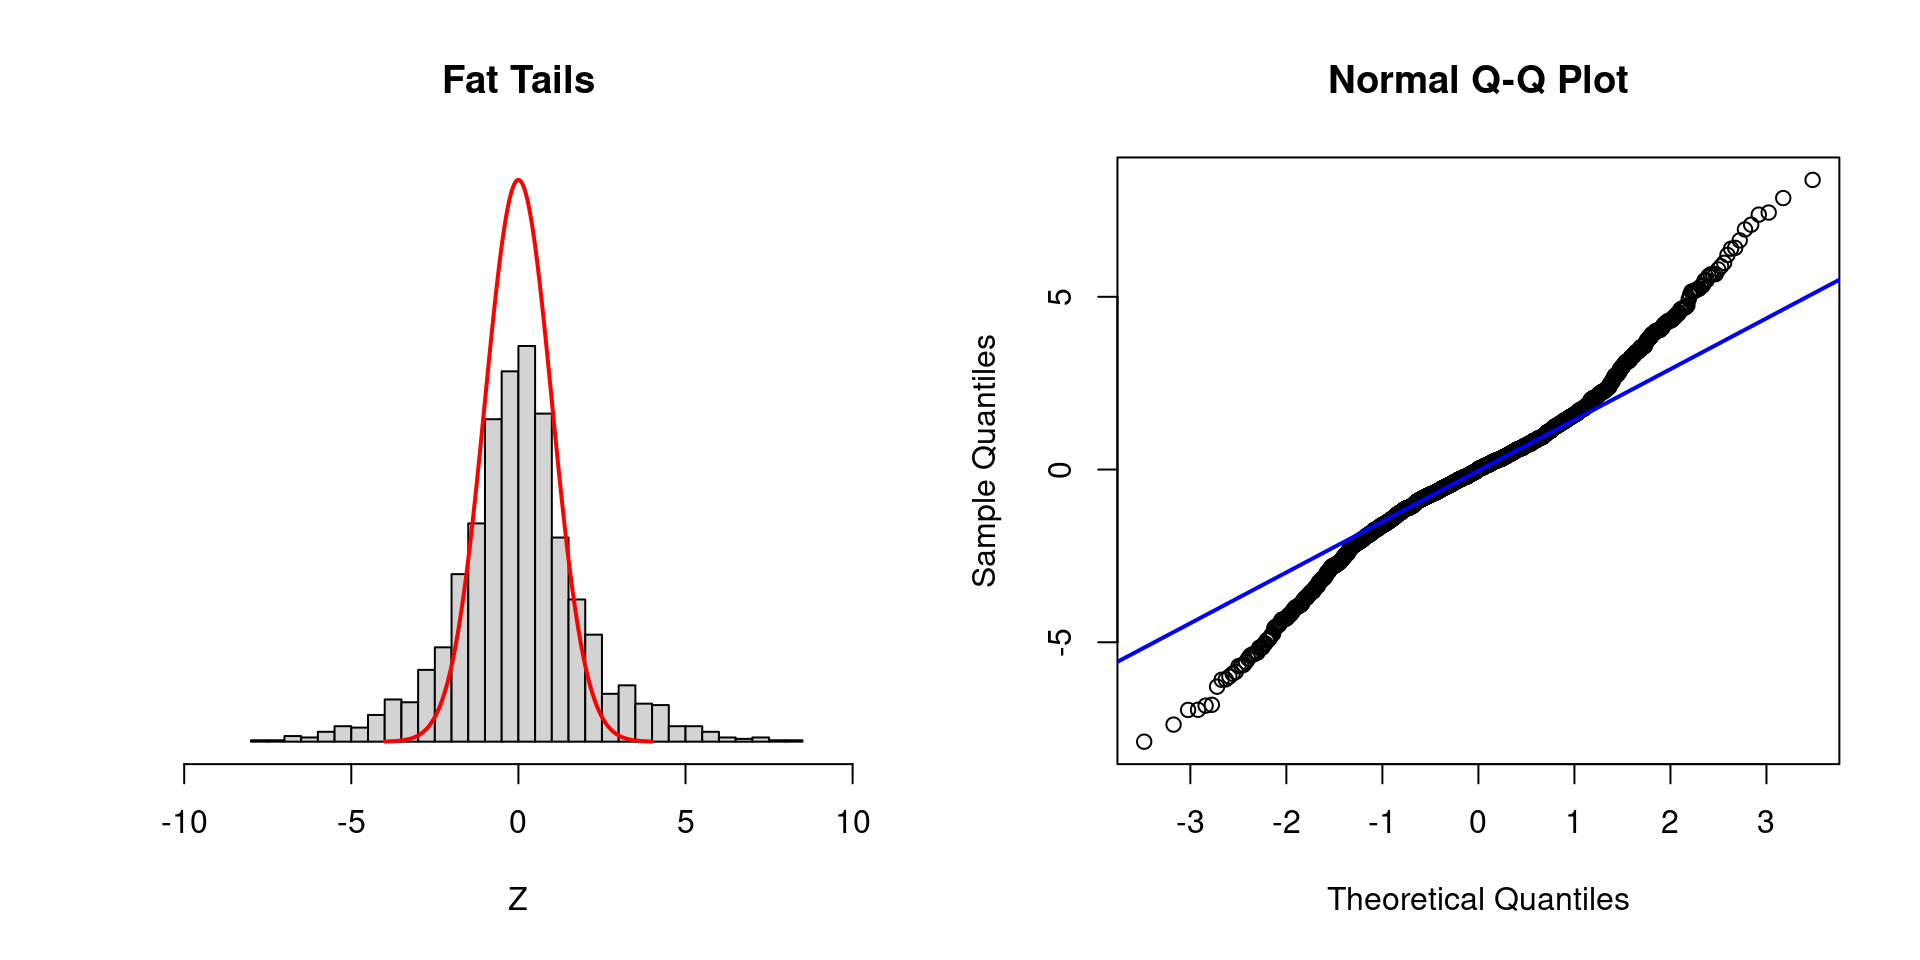 Fat Tails
-10 -5 0 5 10
Z
Normal Q-Q Plot
Sample Quantiles
5
0
-5
-3 -2 -1 0 1 2 3
Theoretical Quantiles